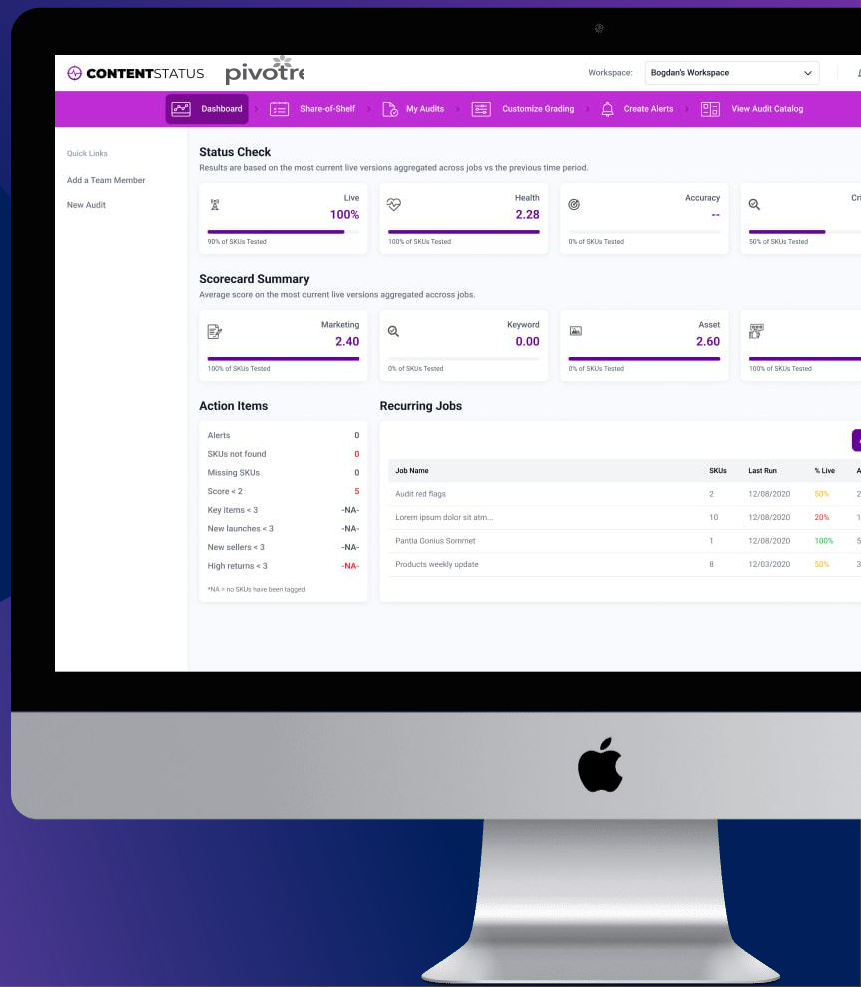 CONTENTSTATUS
pivotre
Workspace:
Bogdan's Workspace
Dashboard
Share-of-Shelf
My Audits
Customize Grading
Create Alerts
View Audit Catalog
Quick Links
Add a Team Member
New Audit
Status Check
Results are based on the most current live versions aggregated across jobs vs the previous time period.
Live
100%
90% of SKUs Tested
Health
2.28
100% of SKUs Tested
Accuracy
--
0% of SKUs Tested
Cri
50% of SKUs Tested
Scorecard Summary
Average score on the most current live versions aggregated accross jobs.
Marketing
2.40
100% of SKUs Tested
Keyword
0.00
0% of SKUs Tested
Asset
2.60
0% of SKUs Tested
100% of SKUs Tested
Action Items
Alerts 0
SKUs not found 0
Missing SKUs 0
Score < 2 5
Key items < 3 -NA-
New launches < 3 -NA-
New sellers < 3 -NA-
High returns < 3 -NA-
*NA = no SKUs have been tagged
Recurring Jobs
Job Name SKUs Last Run % Live A
Audit red flags 2 12/08/2020 50% 2
Lorem ipsum dolor sit atm... 10 12/08/2020 20% 1
Pantla Gonius Sommet 1 12/08/2020 100% 5
Products weekly update 8 12/03/2020 50% 3